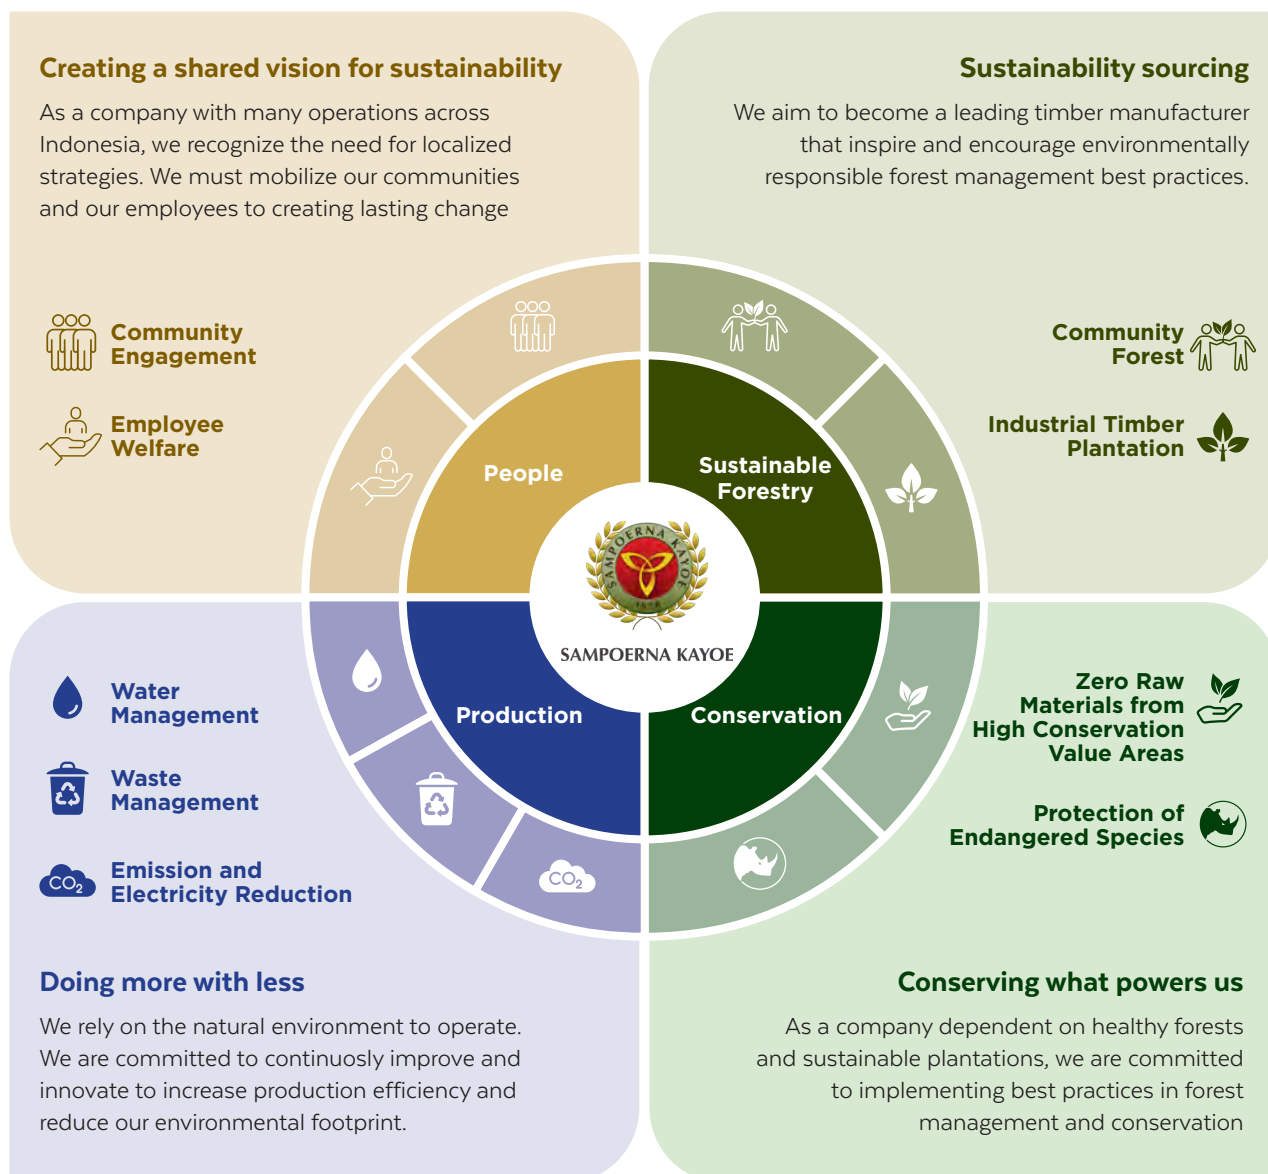 Creating a shared vision for sustainability
As a company with many operations across
Indonesia, we recognize the need for localized
strategies. We must mobilize our communities
and our employees to creating lasting change
Community
Engagement
Employee
Welfare
Sustainability sourcing
We aim to become a leading timber manufacturer
that inspire and encourage environmentally
responsible forest management best practices.
Community
Forest
Industrial Timber
Plantation
People
Sustainable
Forestry
SAMPOERNA KAYOE
SAMPOERNA KAYOE
Production
Conservation
CO2
Water
Management
Waste
Management
CO2
Emission and
Electricity Reduction
Doing more with less
We rely on the natural environment to operate.
We are committed to continuosly improve and
innovate to increase production efficiency and
reduce our environmental footprint.
Zero Raw
Materials from
High Conservation
Value Areas
Protection of
Endangered Species
Conserving what powers us
As a company dependent on healthy forests
and sustainable plantations, we are committed
to implementing best practices in forest
management and conservation